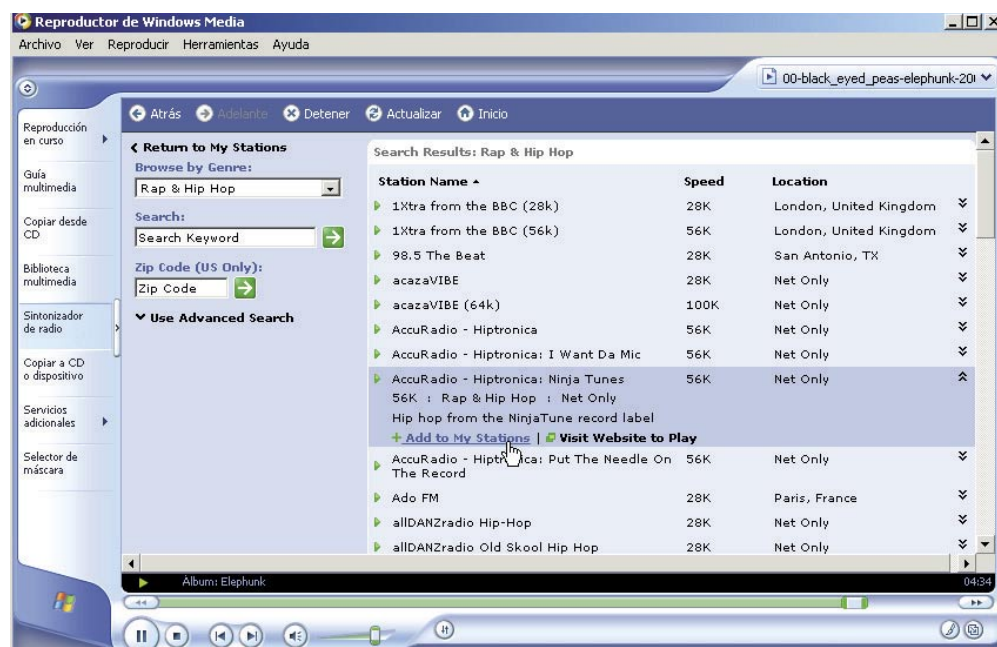 Reproductor de Windows Media
Archivo Ver Reproducir Herramientas Ayuda
00-black_eyed_peas-elephunk-20
Atrás Adelante Detener Actualizar Inicio
Reproducción
en curso
Guía
multimedia
Copiar desde
CD
Biblioteca
multimedia
Sintonizador
de radio
Copiar a CD
o dispositivo
Servicios
adicionales
Selector de
máscara
Return to My Stations
Browse by Genre:
Rap & Hip Hop
Search:
Search Keyword
Zip Code (US Only):
Zip Code
Use Advanced Search
Search Results: Rap & Hip Hop
Station Name Speed Location
1Xtra from the BBC (28k) 28K London, United Kingdom
1Xtra from the BBC (56k) 56K London, United Kingdom
98.5 The Beat 28K San Antonio, TX
acazaVIBE 28K Net Only
acazaVIBE (64k) 100K Net Only
AccuRadio - Hiptronica 56K Net Only
AccuRadio - Hiptronica: I Want Da Mic 56K Net Only
AccuRadio - Hiptronica: Ninja Tunes 56K Net Only
56K : Rap & Hip Hop : Net Only
Hip hop from the NinjaTune record label
+ Add to My Stations | Visit Website to Play
AccuRadio - Hiptronica: Put The Needle On 56K Net Only
The Record
Ado FM 28K Paris, France
allDANZradio Hip-Hop 28K Net Only
allDANZradio Old Skool Hip Hop 28K Net Only
Álbum: Elephunk 04:34